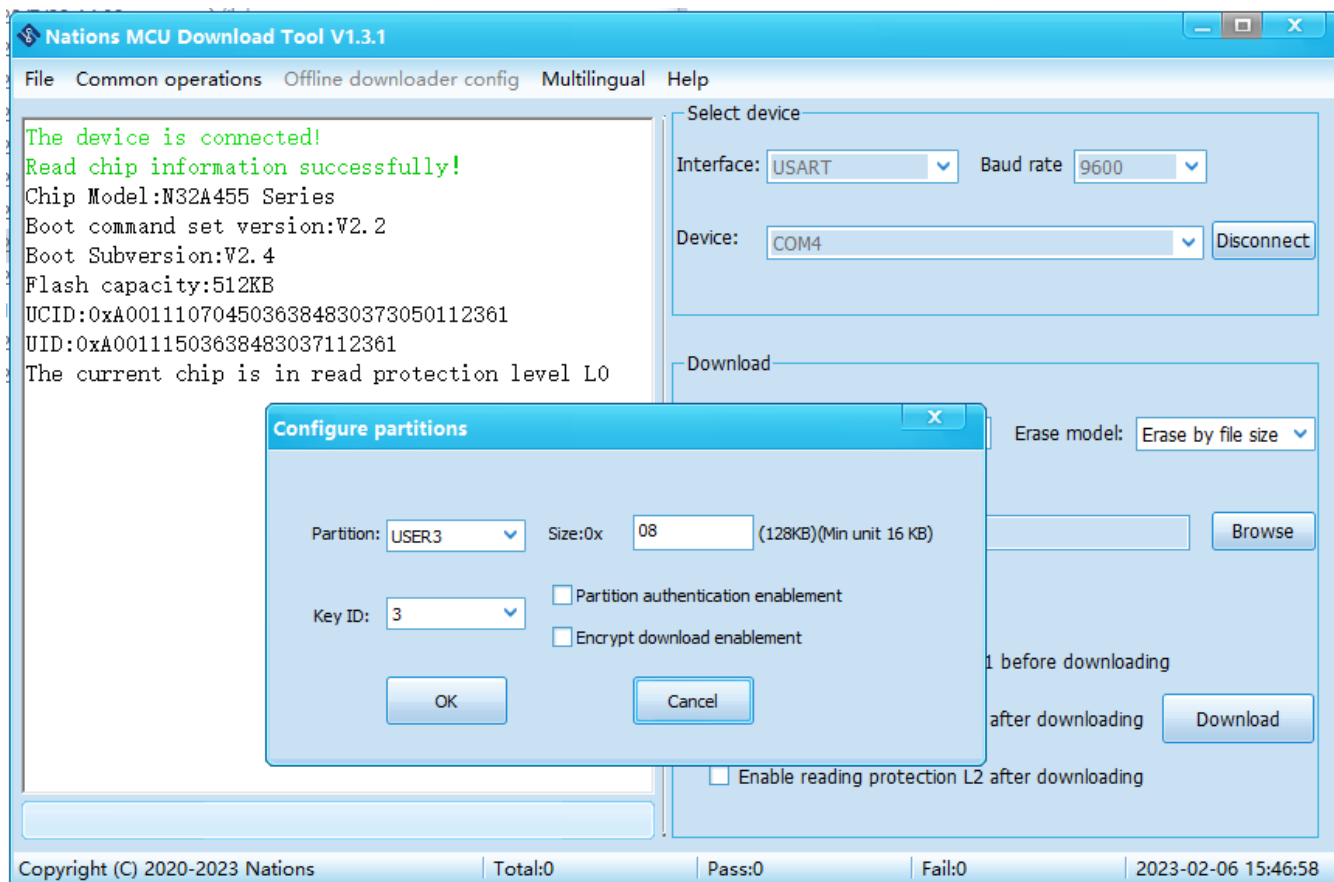 Nations MCU Download Tool V1.3.1
File Common operations Offline downloader config Multilingual Help
The device is connected!
Read chip information successfully!
Chip Model:N32A455 Series
Boot command set version:V2.2
Boot Subversion:V2.4
Flash capacity:512KB
UCID:0xA0011107045036384830373050112361
UID:0xA00111503638483037112361
The current chip is in read protection level L0
Select device
Interface: USART Baud rate 9600
Device: COM4 Disconnect
Download
Erase model: Erase by file size
Browse
1 before downloading
after downloading Download
Enable reading protection L2 after downloading
Configure partitions
Partition: USER3 Size:0x 08 (128KB)(Min unit 16 KB)
Key ID: 3 Partition authentication enablement
Encrypt download enablement
OK Cancel
Copyright (C) 2020-2023 Nations Total:0 Pass:0 Fail:0 2023-02-06 15:46:58